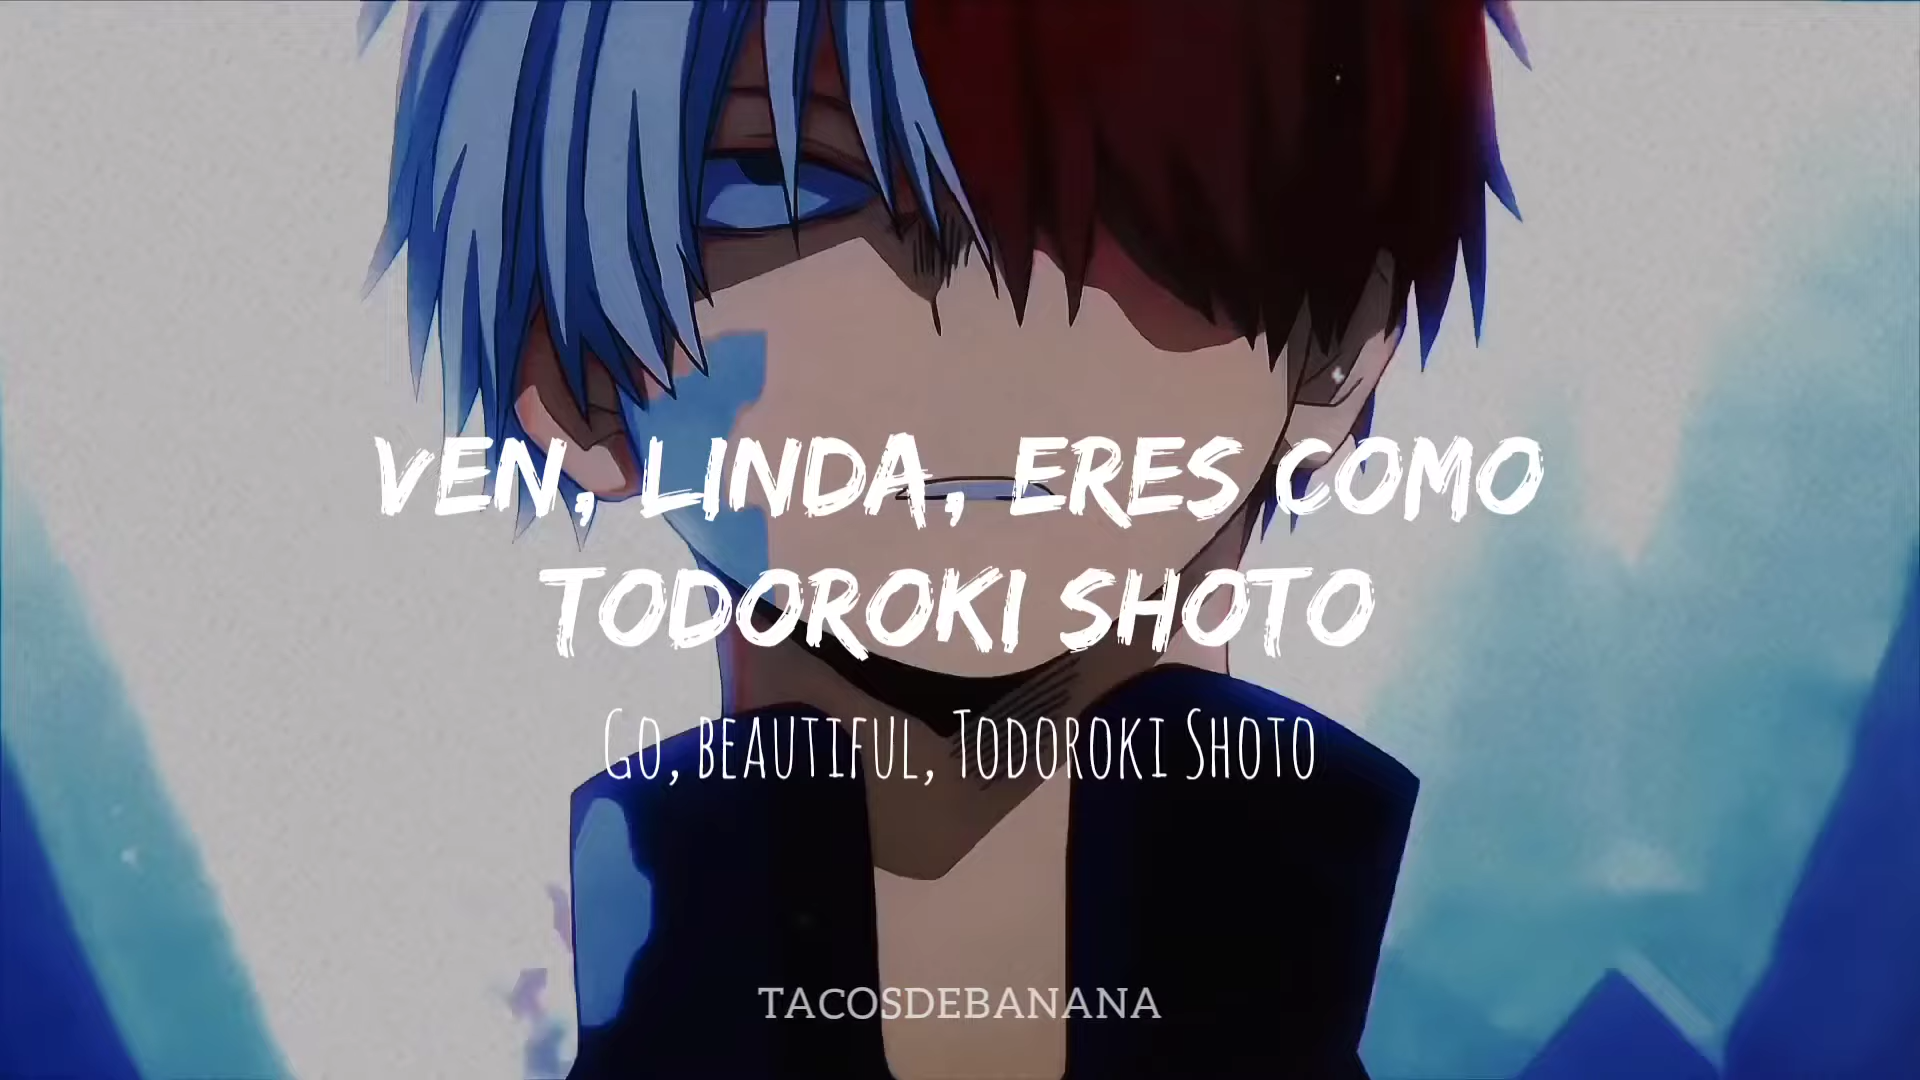 VEN, LINDA, ERES COMO
TODOROKI SHOTO
Go, beautiful, Todoroki Shoto
TACOSDEBANANA